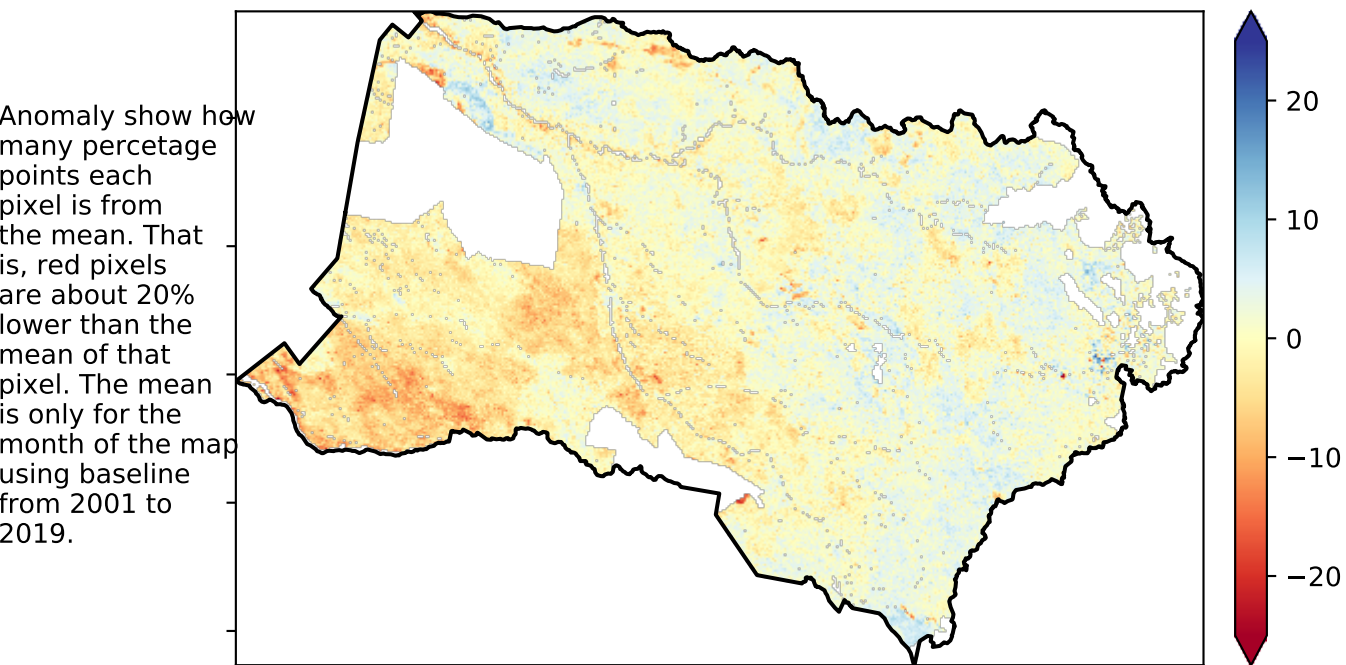 Anomaly show how
many percetage
points each
pixel is from
the mean. That
is, red pixels
are about 20%
lower than the
mean of that
pixel. The mean
is only for the
month of the map
using baseline
from 2001 to
2019.
20
10
0
−10
−20